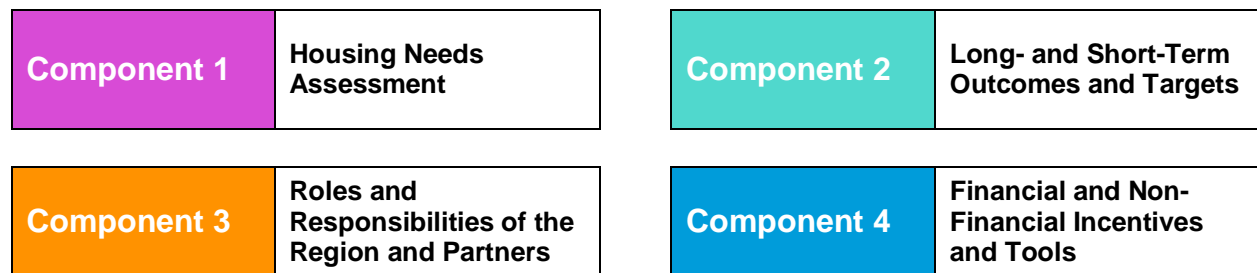 Component 1
Housing Needs
Assessment
Component 2
Long- and Short-Term
Outcomes and Targets
Component 3
Roles and
Responsibilities of the
Region and Partners
Component 4
Financial and Non-
Financial Incentives
and Tools